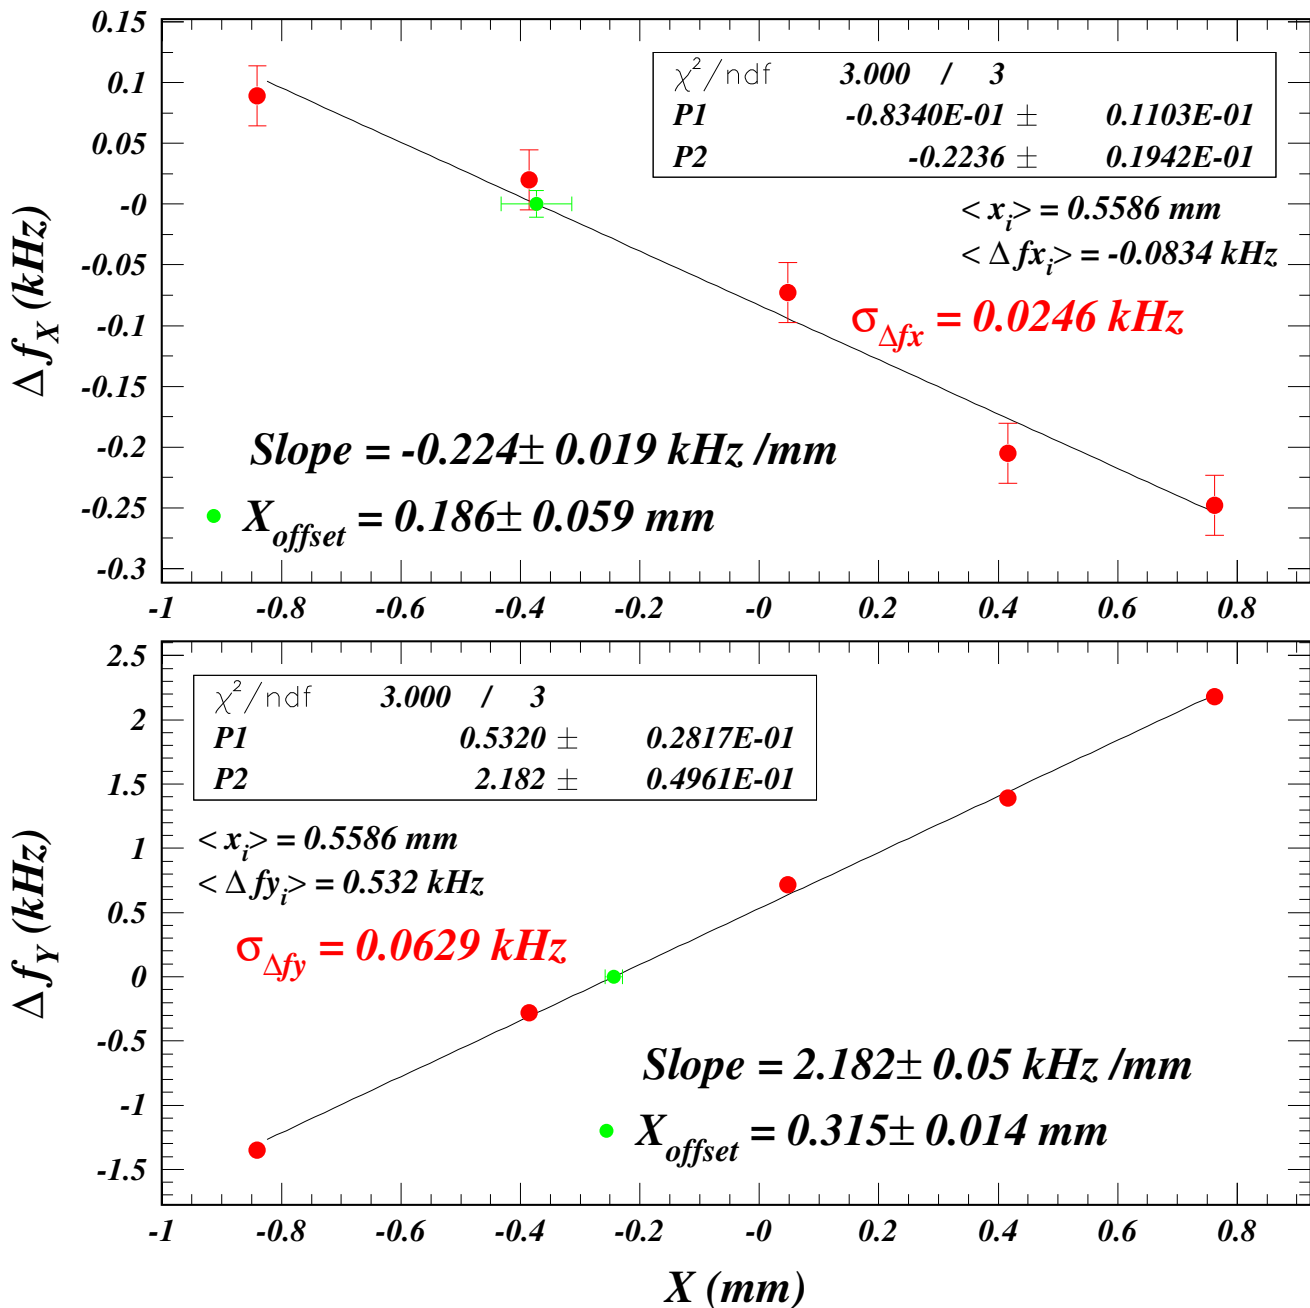 0.15
0.1
0.05
-0
-0.05
-0.1
-0.15
-0.2
-0.25
-0.3
Δ f_X (kHz)
χ²/ndf 3.000 / 3
P1 -0.8340E-01 ± 0.1103E-01
P2 -0.2236 ± 0.1942E-01
< x_i> = 0.5586 mm
< Δ fx_i> = -0.0834 kHz
σ_Δfx = 0.0246 kHz
Slope = -0.224± 0.019 kHz /mm
X_offset = 0.186± 0.059 mm
-1 -0.8 -0.6 -0.4 -0.2 -0 0.2 0.4 0.6 0.8
2.5
2
1.5
1
0.5
0
-0.5
-1
-1.5
Δ f_Y (kHz)
χ²/ndf 3.000 / 3
P1 0.5320 ± 0.2817E-01
P2 2.182 ± 0.4961E-01
< x_i> = 0.5586 mm
< Δ fy_i> = 0.532 kHz
σ_Δfy = 0.0629 kHz
Slope = 2.182± 0.05 kHz /mm
X_offset = 0.315± 0.014 mm
-1 -0.8 -0.6 -0.4 -0.2 -0 0.2 0.4 0.6 0.8
X (mm)